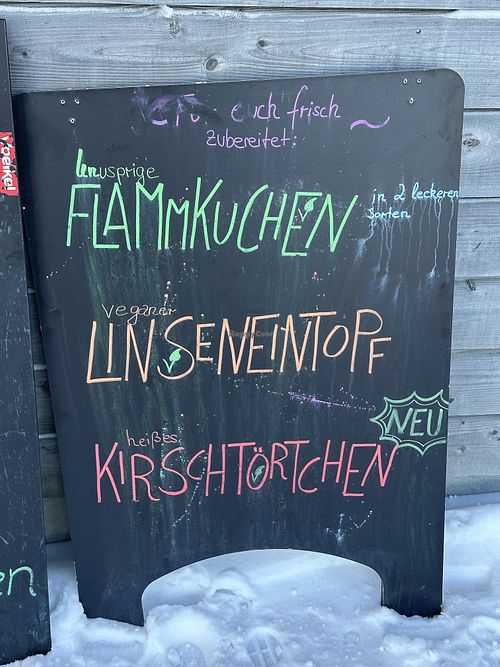 euch frisch
zubereitet:
knusprige
FLAMMKUCHEN
in 2 leckeren
Sorten
veganer
LINSENEINTOPF
NEU
heißes
KIRSCHTÖRTCHEN